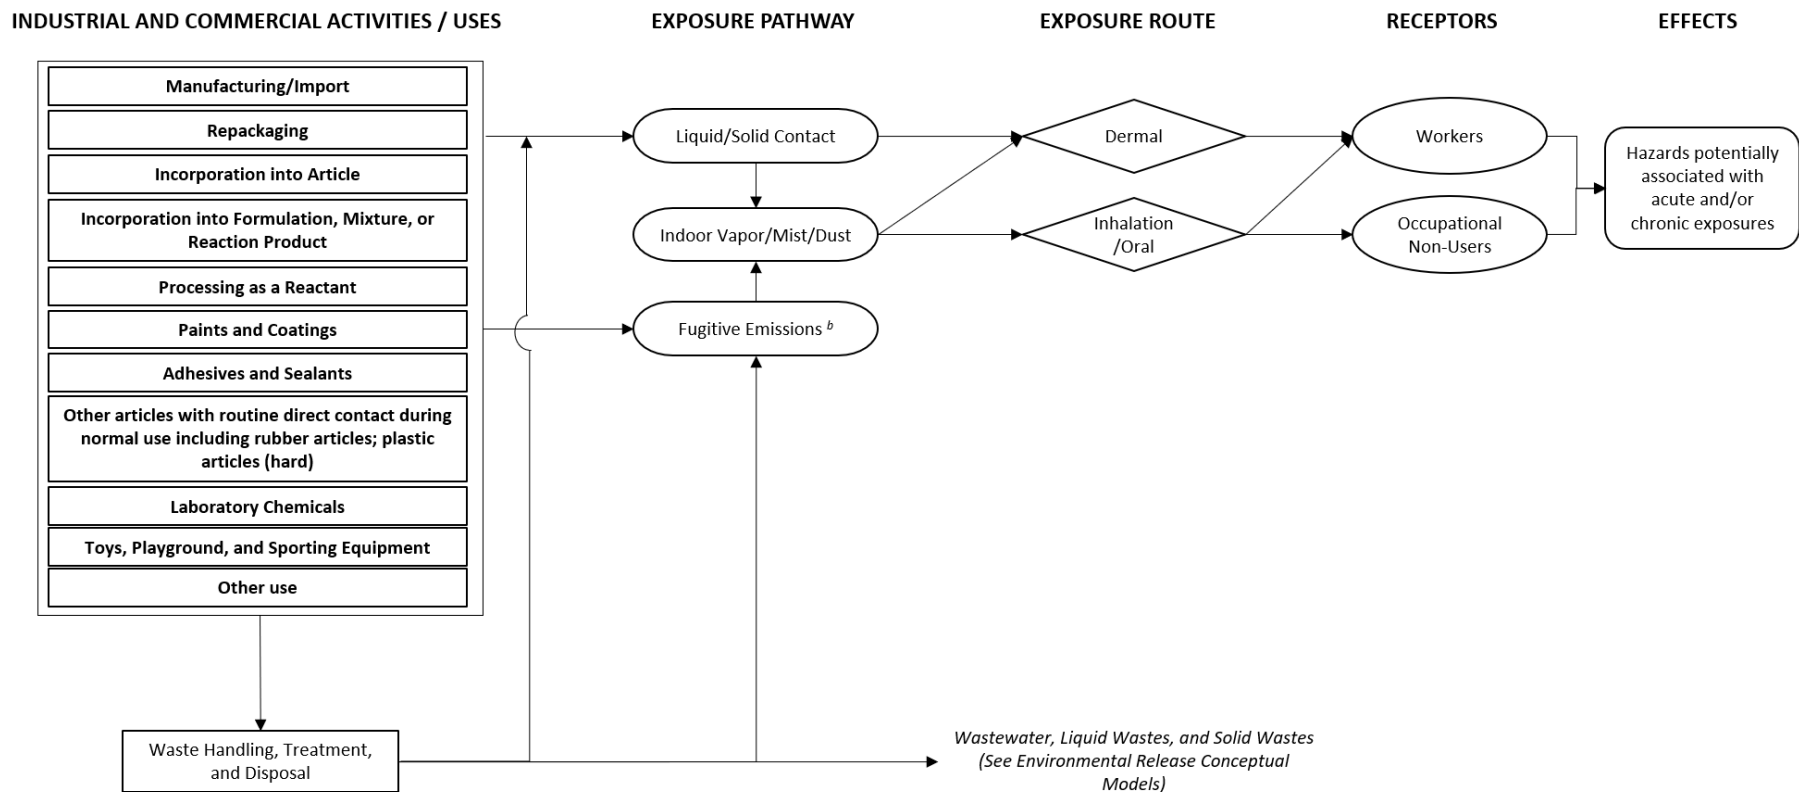 INDUSTRIAL AND COMMERCIAL ACTIVITIES / USES
EXPOSURE PATHWAY
EXPOSURE ROUTE
RECEPTORS
EFFECTS
Manufacturing/Import
Repackaging
Incorporation into Article
Incorporation into Formulation, Mixture, or
Reaction Product
Processing as a Reactant
Paints and Coatings
Adhesives and Sealants
Other articles with routine direct contact during
normal use including rubber articles; plastic
articles (hard)
Laboratory Chemicals
Toys, Playground, and Sporting Equipment
Other use
Waste Handling, Treatment,
and Disposal
Liquid/Solid Contact
Indoor Vapor/Mist/Dust
Fugitive Emissions b
Dermal
Inhalation
/Oral
Workers
Occupational
Non-Users
Hazards potentially
associated with
acute and/or
chronic exposures
Wastewater, Liquid Wastes, and Solid Wastes
(See Environmental Release Conceptual
Models)